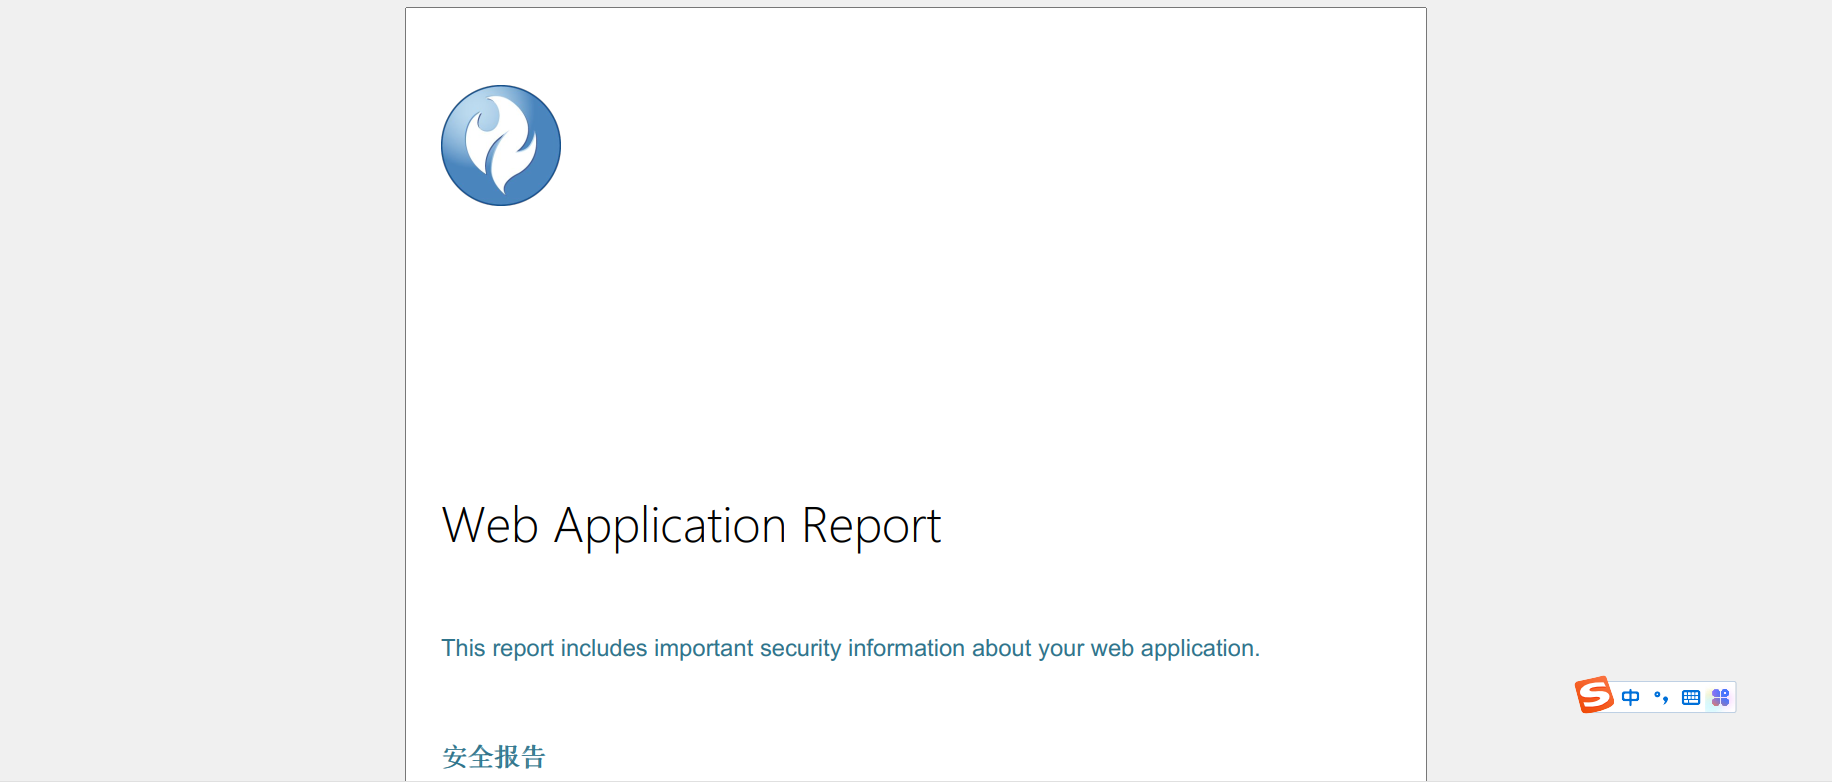 Web Application Report
This report includes important security information about your web application.
中
安全报告